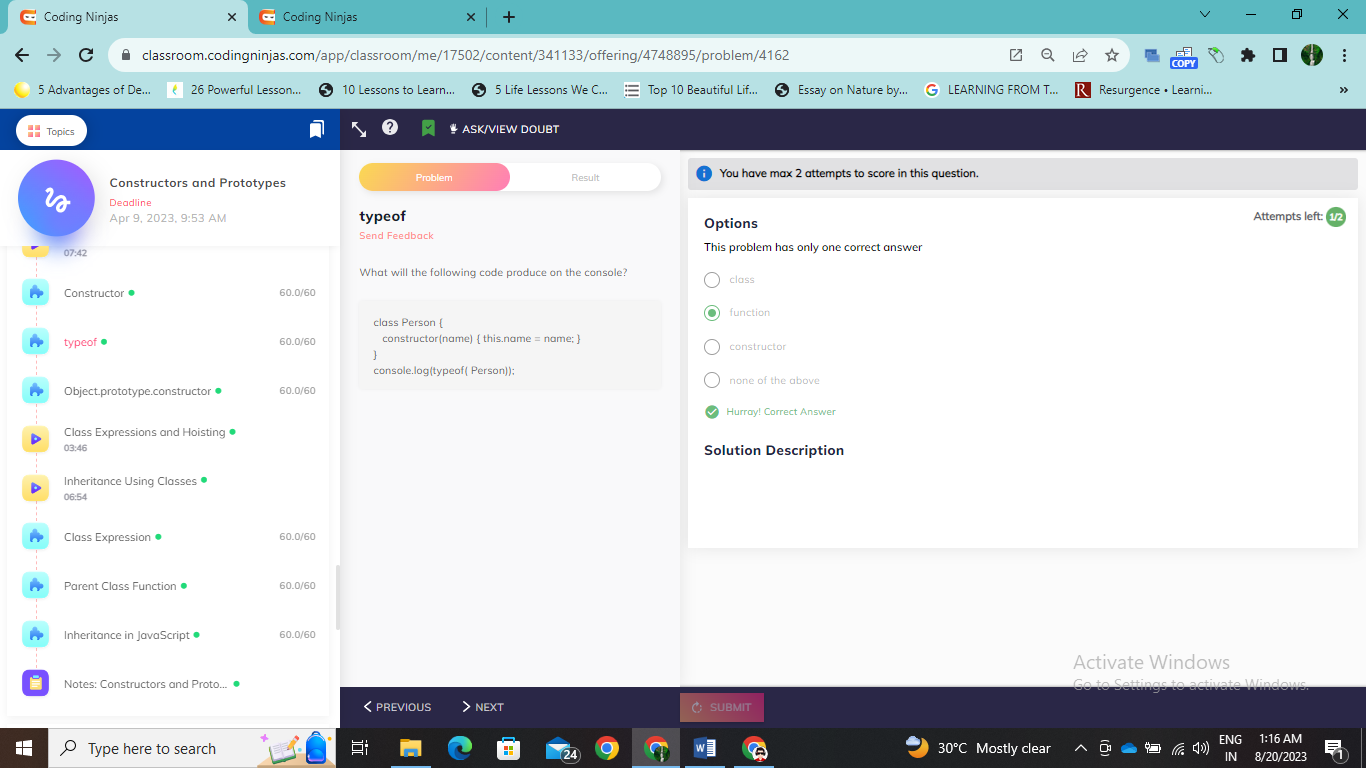 Coding Ninjas
Coding Ninjas
classroom.codingninjas.com/app/classroom/me/17502/content/341133/offering/4748895/problem/4162
COPY
5 Advantages of De...
26 Powerful Lesson...
10 Lessons to Learn...
5 Life Lessons We C...
Top 10 Beautiful Lif...
Essay on Nature by...
LEARNING FROM T...
Resurgence • Learni...
»
Topics
ASK/VIEW DOUBT
Constructors and Prototypes
Deadline
Apr 9, 2023, 9:53 AM
07:42
Constructor
60.0/60
typeof
60.0/60
Object.prototype.constructor
60.0/60
Class Expressions and Hoisting
03:46
Inheritance Using Classes
06:54
Class Expression
60.0/60
Parent Class Function
60.0/60
Inheritance in JavaScript
60.0/60
Notes: Constructors and Proto...
Problem
Result
typeof
Send Feedback
What will the following code produce on the console?
class Person {
constructor(name) { this.name = name; }
}
console.log(typeof( Person));
PREVIOUS
NEXT
You have max 2 attempts to score in this question.
Options
Attempts left: 1/2
This problem has only one correct answer
class
function
constructor
none of the above
Hurray! Correct Answer
Solution Description
Activate Windows
Go to Settings to activate Windows.
SUBMIT
Type here to search
24
30°C Mostly clear
ENG
IN
1:16 AM
8/20/2023
1